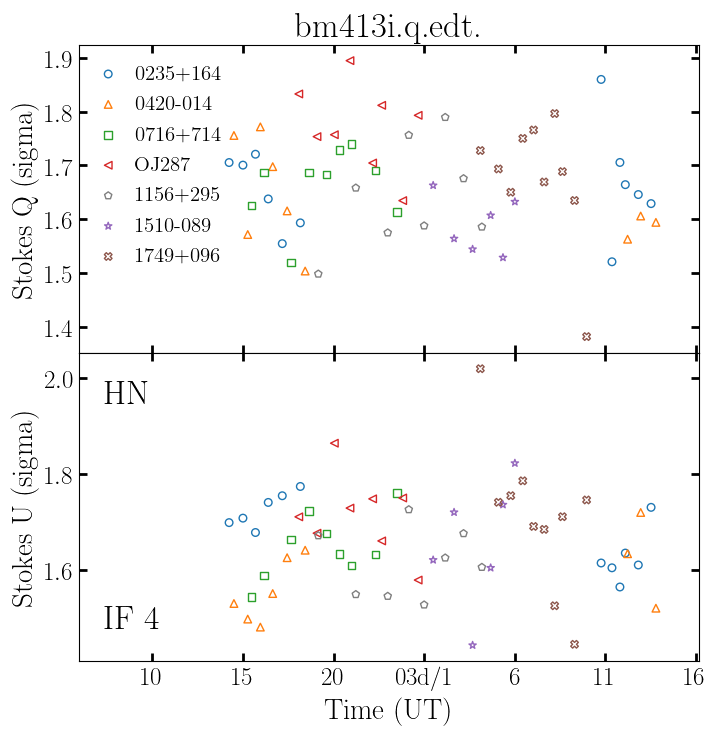 bm413i.q.edt.
1.9
1.8
1.7
1.6
1.5
1.4
Stokes Q (sigma)
0235+164
0420-014
0716+714
OJ287
1156+295
1510-089
1749+096
2.0
1.8
1.6
Stokes U (sigma)
HN
IF 4
10 15 20 03d/1 6 11 16
Time (UT)